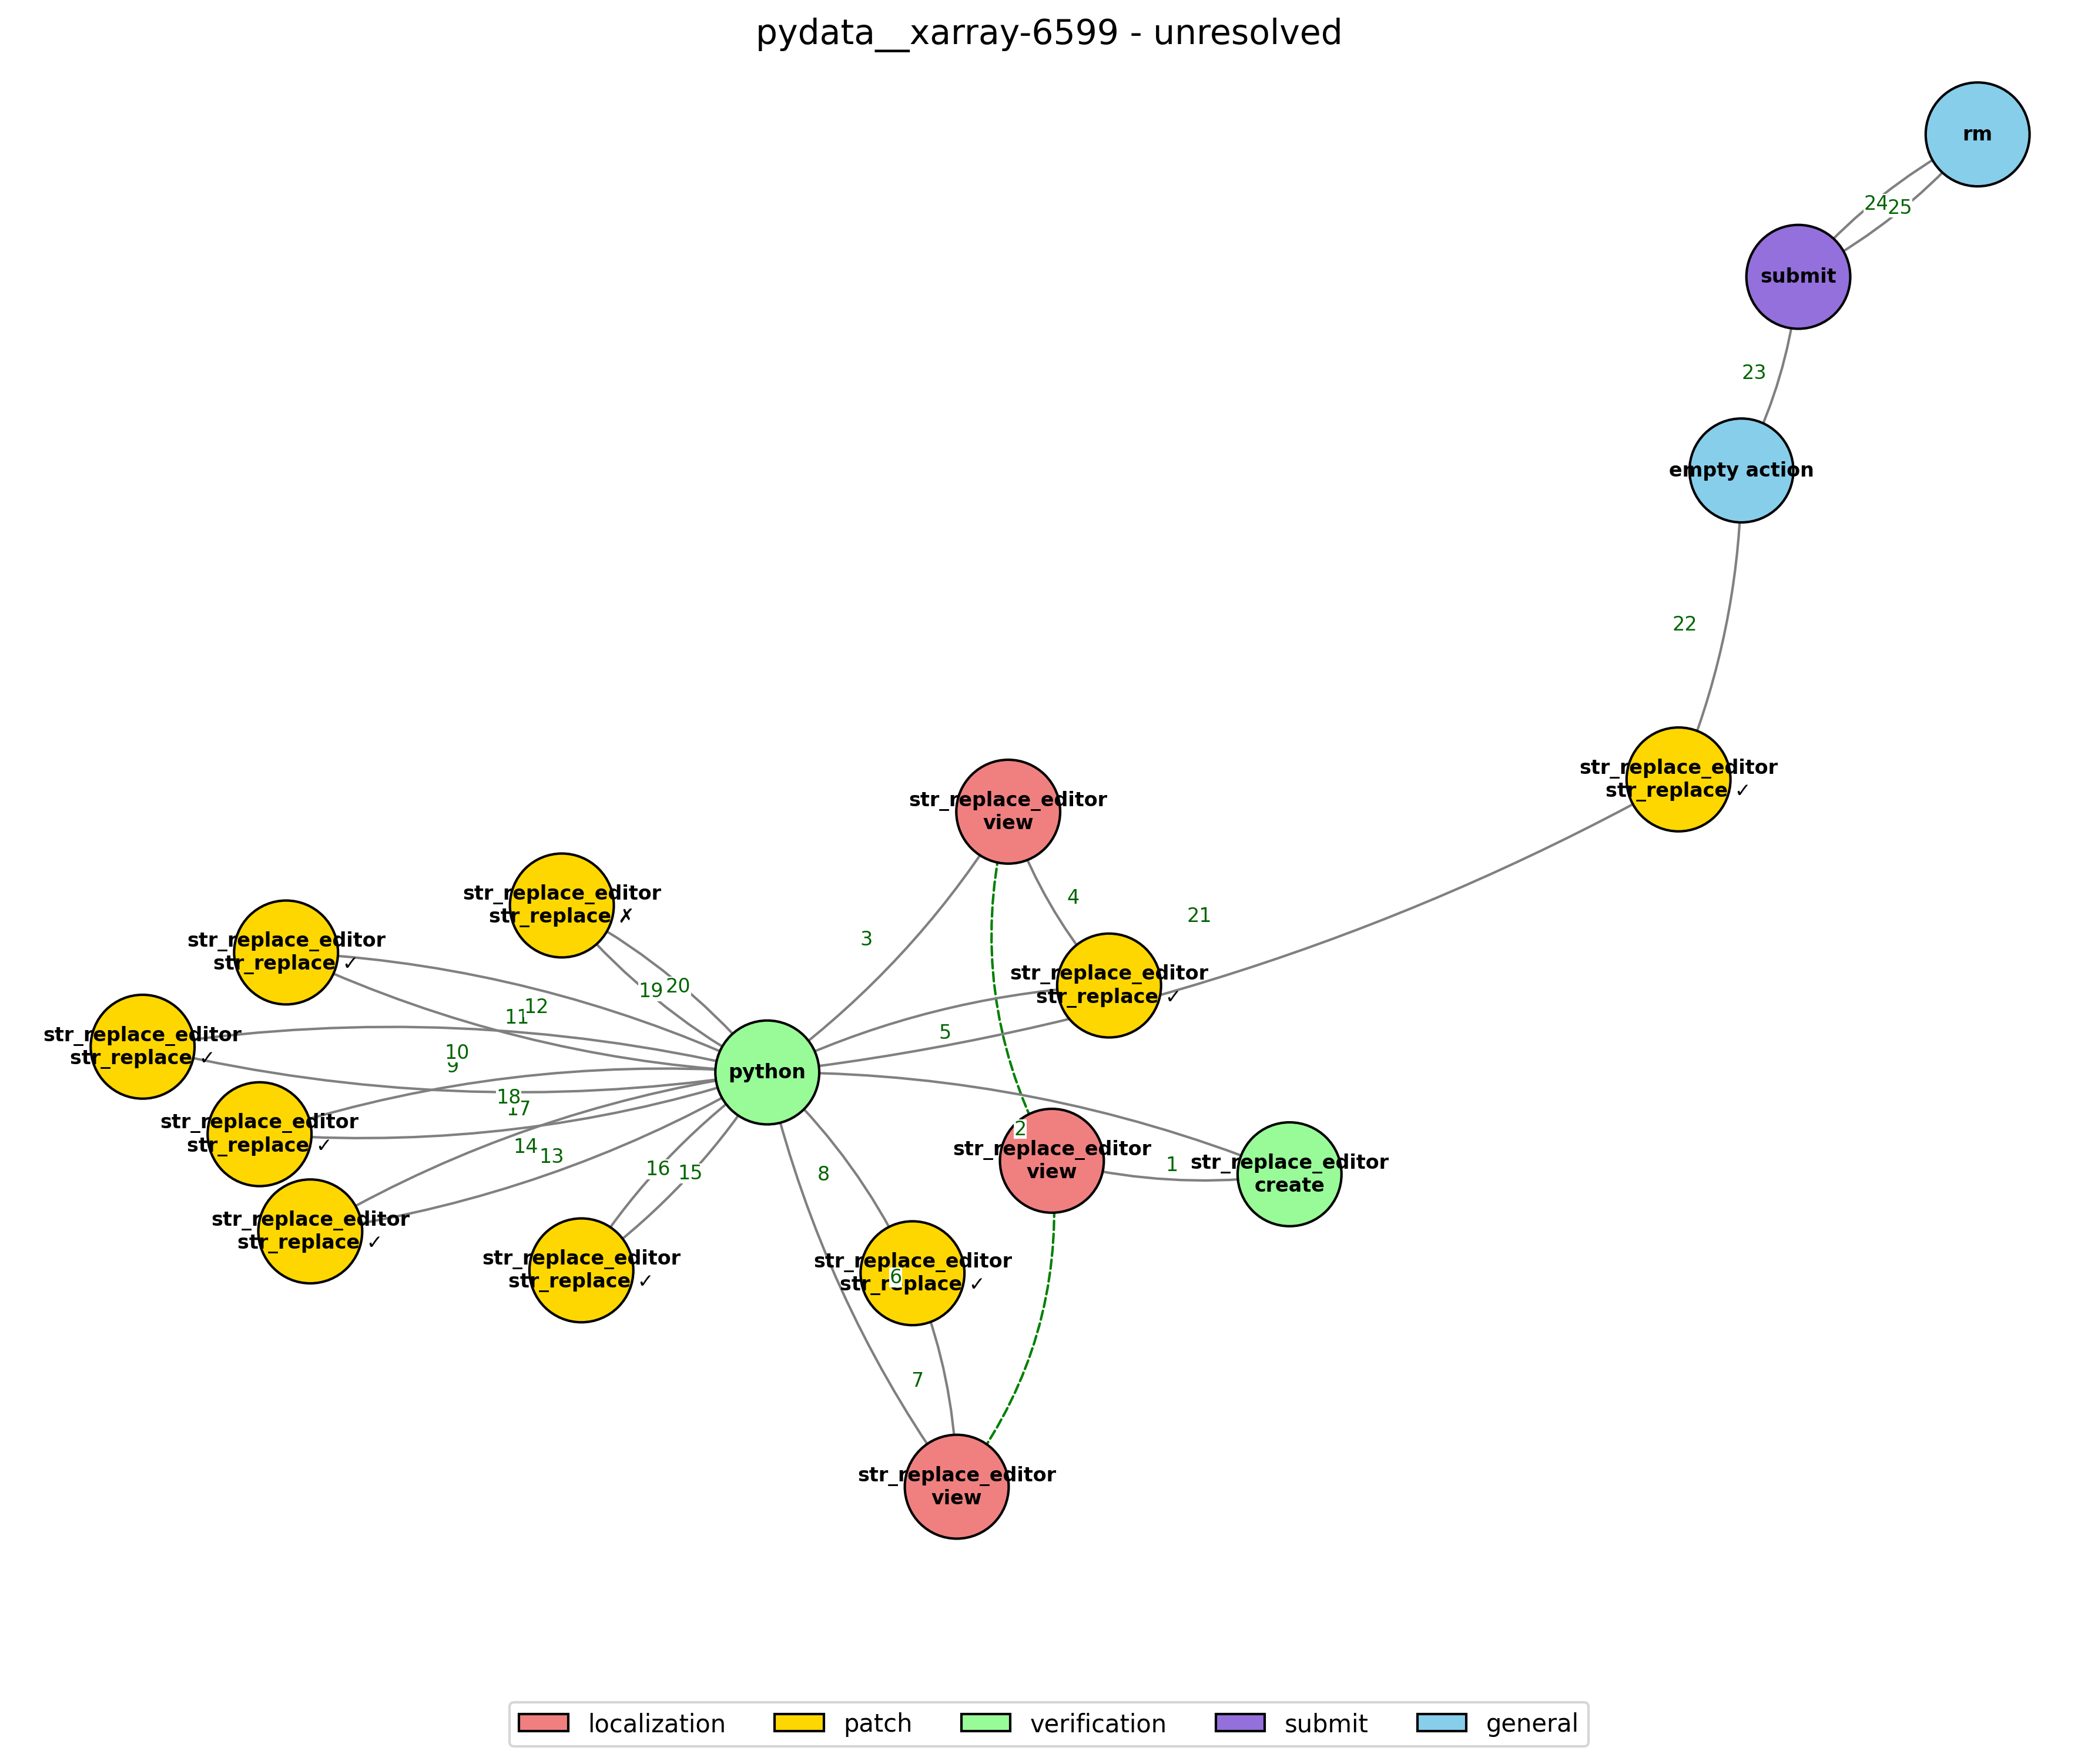 pydata__xarray-6599 - unresolved
rm
24
25
submit
23
empty action
22
str_replace_editor
str_replace ✓
str_replace_editor
view
4
21
3
str_replace_editor
str_replace ✗
str_replace_editor
str_replace ✓
str_replace_editor
str_replace ✓
19
20
11
12
5
str_replace_editor
str_replace ✓
10
9
python
18
17
str_replace_editor
str_replace ✓
2
14
13
16
15
8
str_replace_editor
view
1
str_replace_editor
create
str_replace_editor
str_replace ✓
str_replace_editor
str_replace ✓
str_replace_editor
str_replace ✓
6
7
str_replace_editor
view
localization
patch
verification
submit
general